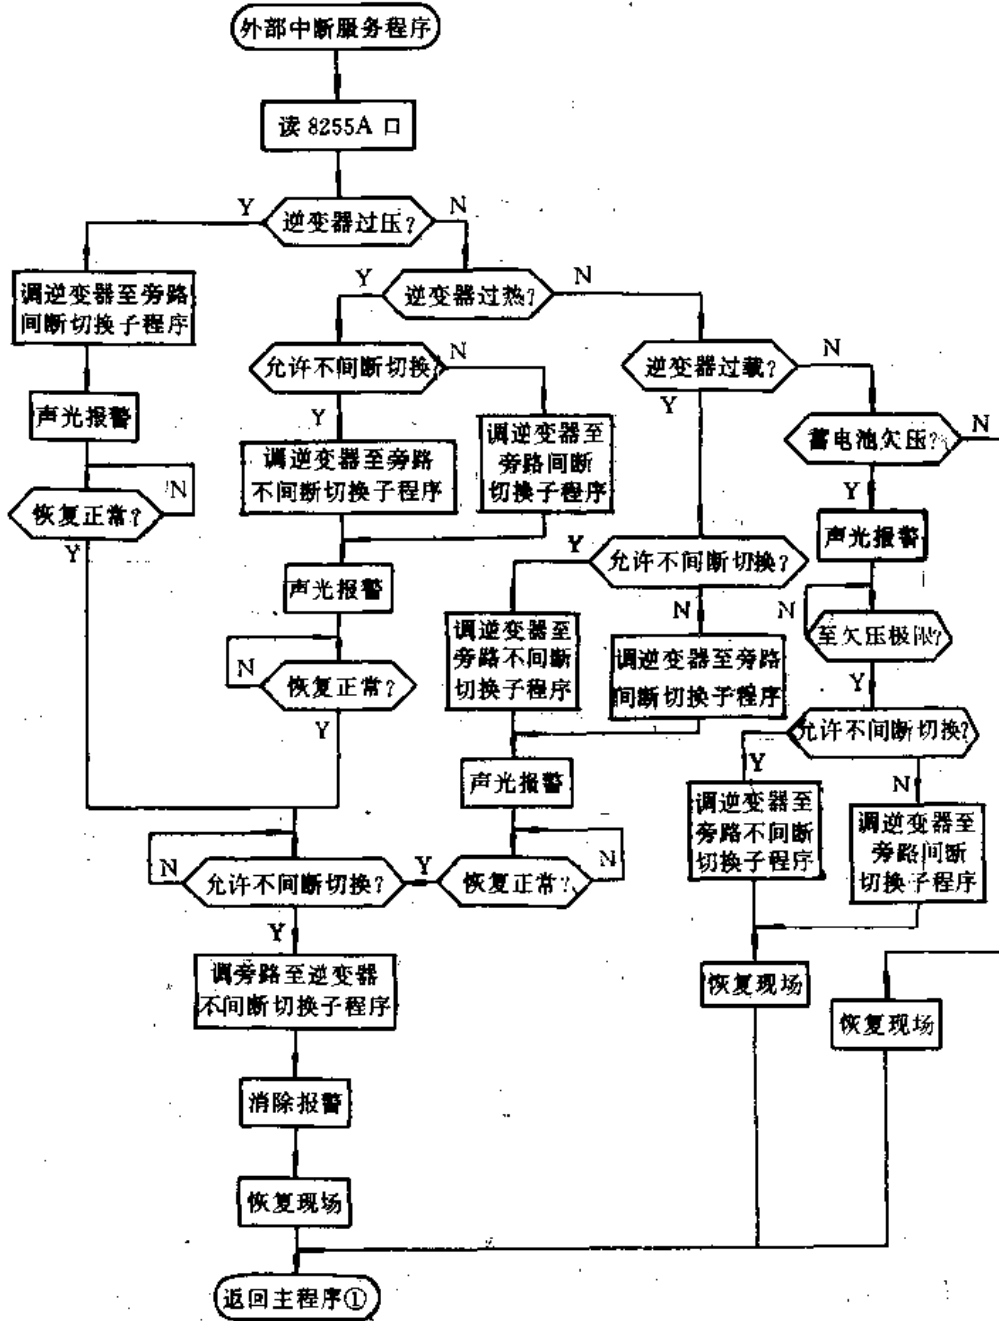 外部中断服务程序
读8255A口
逆变器过压?
Y
N
调逆变器至旁路
间断切换子程序
逆变器过热?
Y
N
声光报警
允许不间断切换?
N
Y
逆变器过载?
N
Y
恢复正常?
N
Y
调逆变器至旁路
不间断切换子程序
调逆变器至
旁路间断
切换子程序
蓄电池欠压?
N
Y
声光报警
声光报警
允许不间断切换?
Y
N
恢复正常?
N
Y
调逆变器至
旁路不间断
切换子程序
调逆变器至旁路
间断切换子程序
至欠压极限?
N
Y
声光报警
允许不间断切换?
Y
N
调逆变器至
旁路不间断
切换子程序
调逆变器至
旁路间断
切换子程序
允许不间断切换?
N
Y
恢复正常?
N
Y
调旁路至逆变器
不间断切换子程序
恢复现场
恢复现场
消除报警
恢复现场
返回主程序①